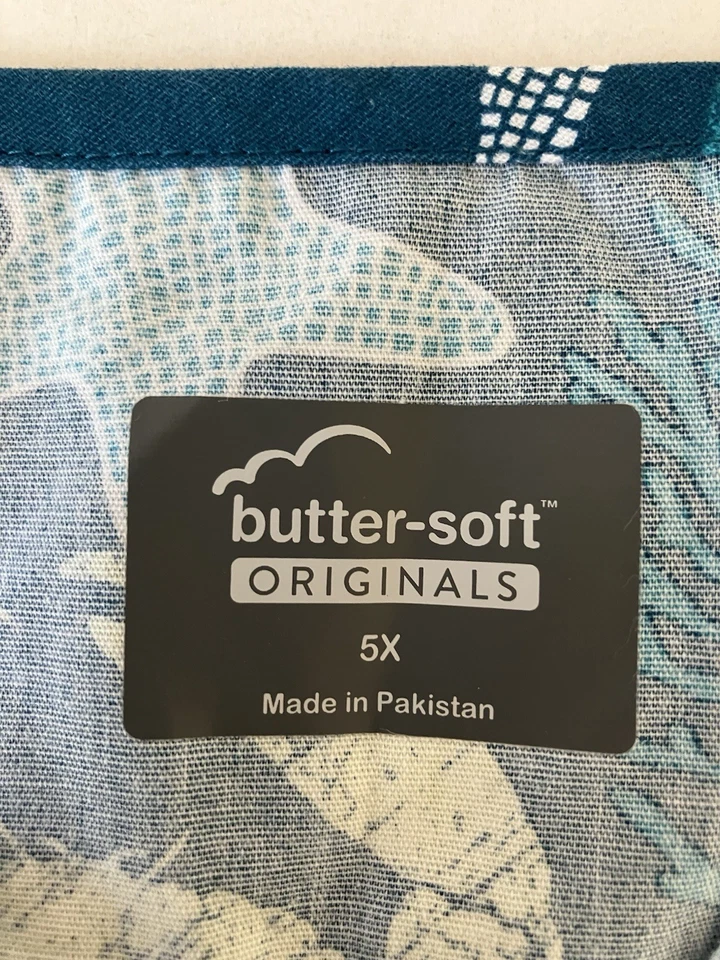 butter-soft™
ORIGINALS
5X
Made in Pakistan